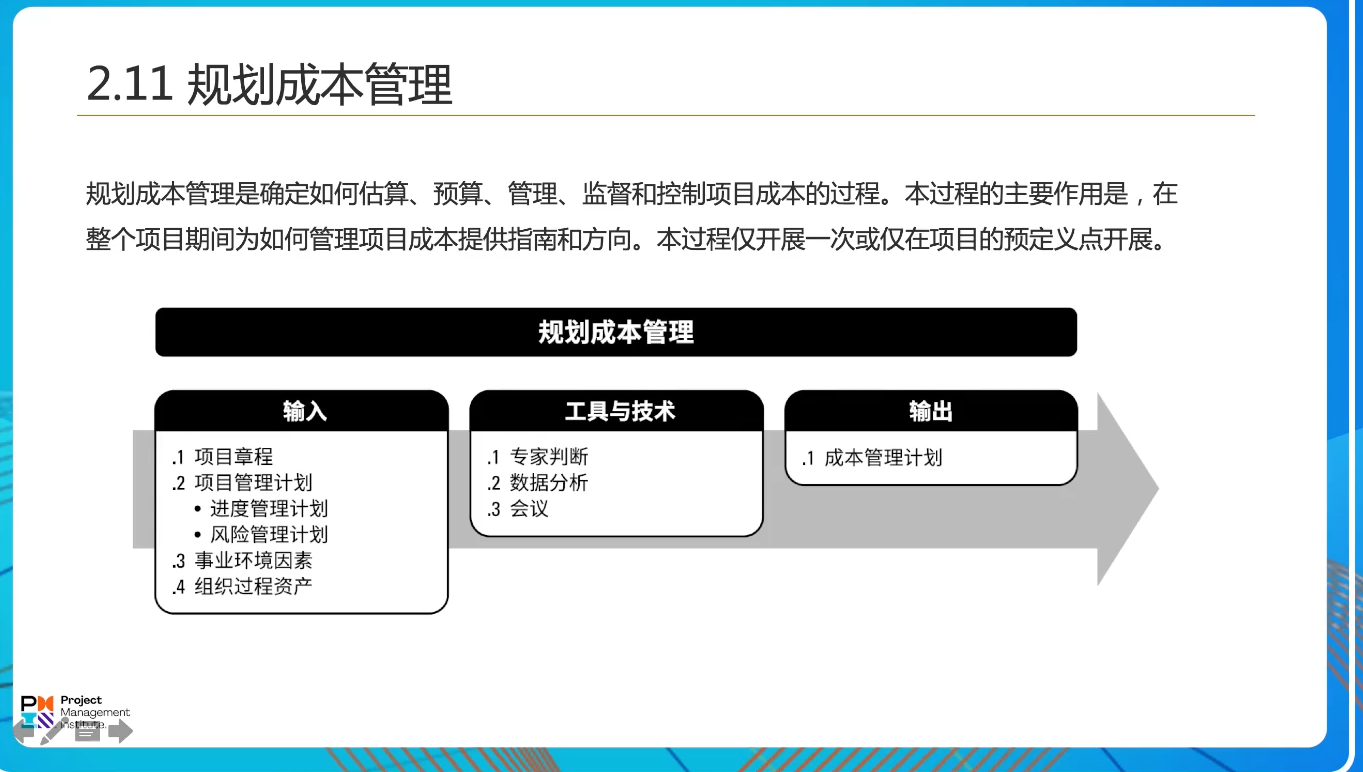 2.11 规划成本管理
规划成本管理是确定如何估算、预算、管理、监督和控制项目成本的过程。本过程的主要作用是，在
整个项目期间为如何管理项目成本提供指南和方向。本过程仅开展一次或仅在项目的预定义点开展。
规划成本管理
输入
.1 项目章程
.2 项目管理计划
• 进度管理计划
• 风险管理计划
.3 事业环境因素
.4 组织过程资产
工具与技术
.1 专家判断
.2 数据分析
.3 会议
输出
.1 成本管理计划
Project
Management
Institute.